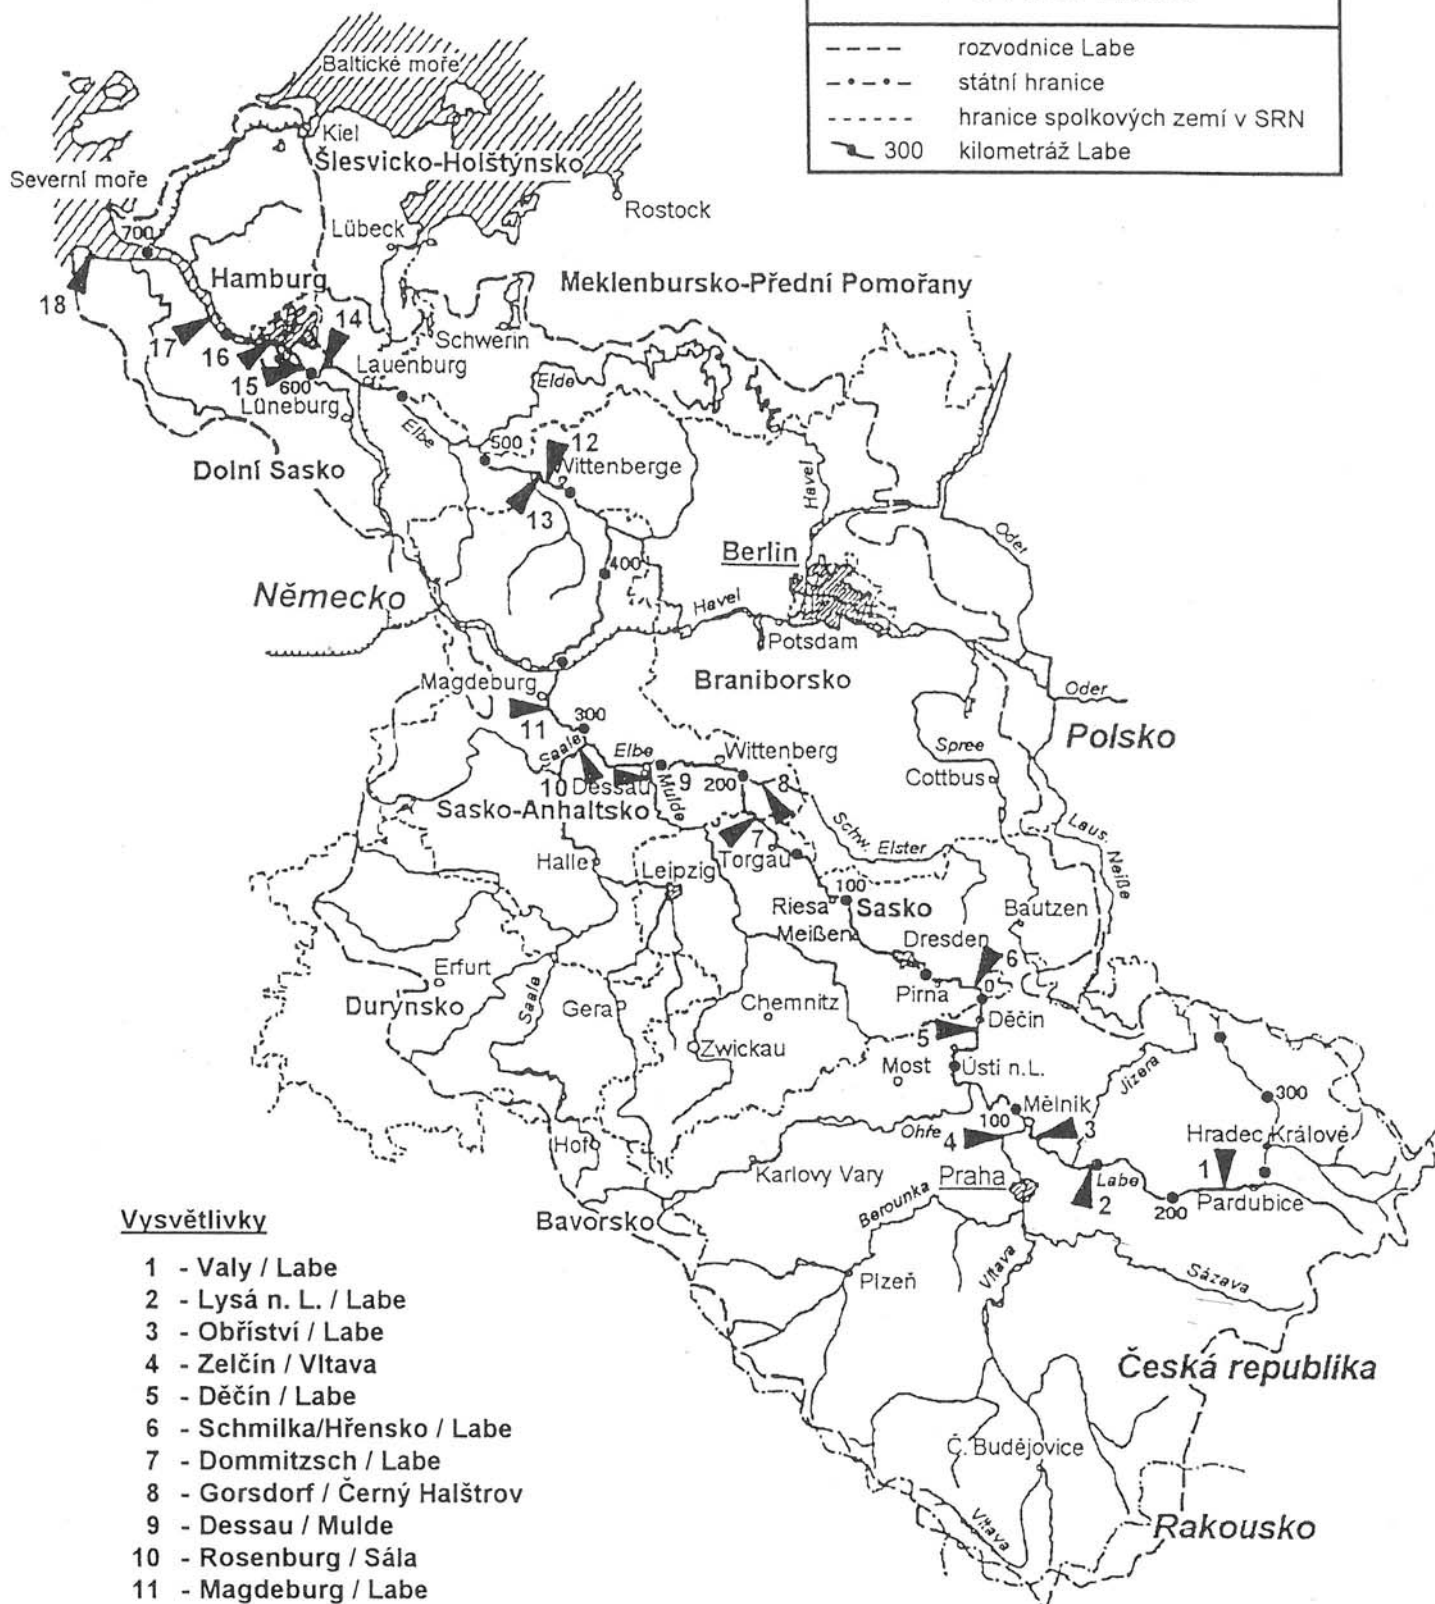 rozvodnice Labe
státní hranice
hranice spolkových zemí v SRN
300 kilometráž Labe
Baltické moře
Kiel
Šlesvicko-Holštýnsko
Severní moře
Rostock
700
Lübeck
Hamburg
Meklenbursko-Přední Pomořany
18
14
Schwerin
17
16
Lauenburg
15
600
Elde
Lüneburg
Elbe
500
12
Wittenberge
Dolní Sasko
Havel
13
Oder
Berlin
400
Německo
Havel
Potsdam
Magdeburg
Braniborsko
Oder
11
300
Polsko
Saale
Elbe
Wittenberg
Spree
10
Dessau
9
200
8
Cottbus
Mulde
Sasko-Anhaltsko
7
Schw. Elster
Laus. Neiße
Halle
Leipzig
Torgau
100
Riesa
Sasko
Bautzen
Meißen
Dresden
6
Erfurt
Pirna
0
Durynsko
Saale
Gera
Chemnitz
Děčín
5
Zwickau
Most
Ústi n.L.
Jizera
300
Mělnik
100
Hof
Ohře
4
3
Hradec Králové
Karlovy Vary
Praha
1
Labe
Berounka
2
200
Pardubice
Bavorsko
Vltava
Sázava
Plzeň
Česká republika
Č. Budějovice
Vltava
Rakousko
Vysvětlivky
1 - Valy / Labe
2 - Lysá n. L. / Labe
3 - Obříství / Labe
4 - Zelčín / Vltava
5 - Děčín / Labe
6 - Schmilka/Hřensko / Labe
7 - Dommitzsch / Labe
8 - Gorsdorf / Černý Halštrov
9 - Dessau / Mulde
10 - Rosenburg / Sála
11 - Magdeburg / Labe